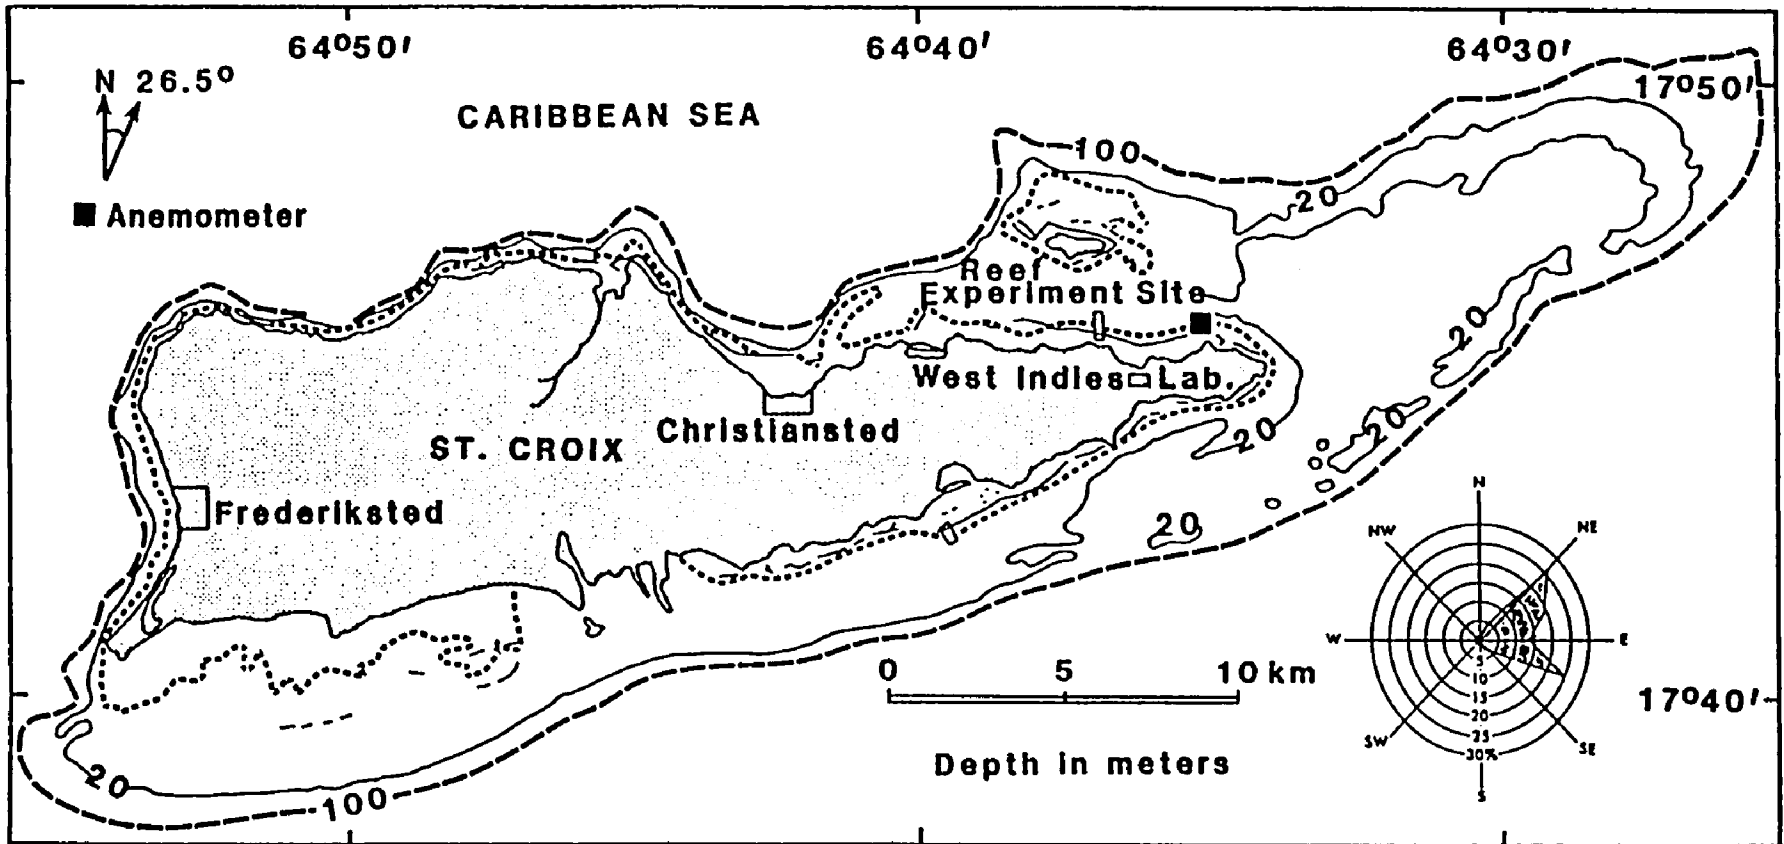 64°50'
64°40'
64°30'
N 26.5°
17°50'
CARIBBEAN SEA
100
20
Anemometer
Reef
Experiment Site
20
West Indies Lab.
Christiansted
20
20
ST. CROIX
Frederiksted
20
N
NW
NE
W
E
5
10
15
20
25
30%
SW
SE
S
0 5 10 km
17°40'
Depth in meters
20
100